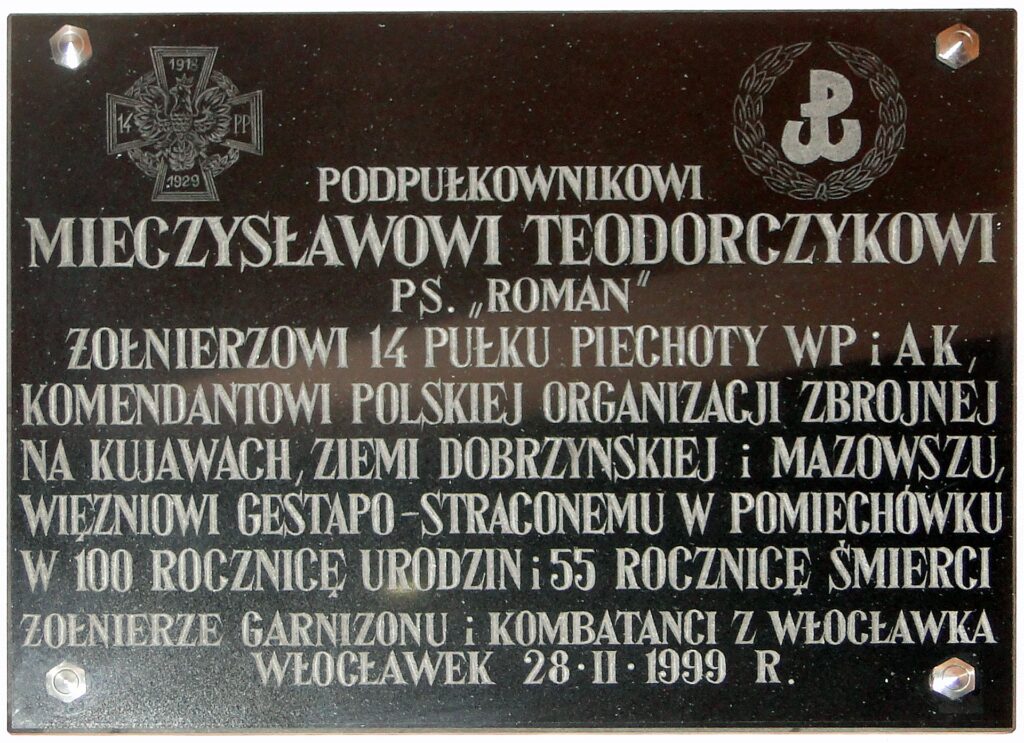 1918
14 PP
1929
PODPUŁKOWNIKOWI
MIECZYSŁAWOWI TEODORCZYKOWI
PS. „ROMAN"
ŻOŁNIERZOWI 14 PUŁKU PIECHOTY WP i AK,
KOMENDANTOWI POLSKIEJ ORGANIZACJI ZBROJNEJ
NA KUJAWACH, ZIEMI DOBRZYŃSKIEJ i MAZOWSZU,
WIĘŹNIOWI GESTAPO-STRACONEMU W POMIECHÓWKU
W 100 ROCZNICĘ URODZIN i 55 ROCZNICĘ ŚMIERCI
ŻOŁNIERZE GARNIZONU i KOMBATANCI Z WŁOCŁAWKA
WŁOCŁAWEK 28·II·1999 R.